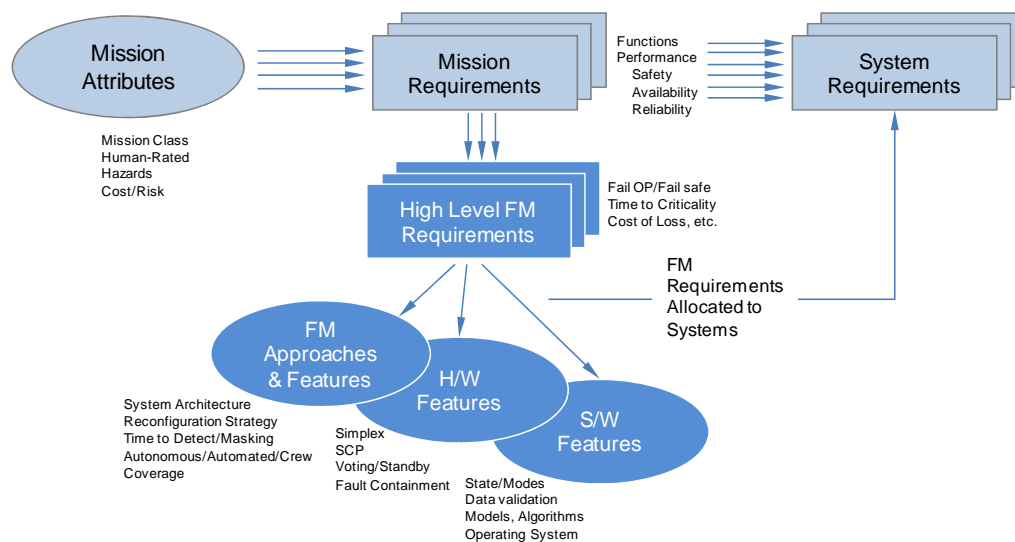 Mission
Attributes
Mission Class
Human-Rated
Hazards
Cost/Risk
Mission
Requirements
Functions
Performance
Safety
Availability
Reliability
System
Requirements
High Level FM
Requirements
Fail OP/Fail safe
Time to Criticality
Cost of Loss, etc.
FM
Requirements
Allocated to
Systems
FM
Approaches
& Features
System Architecture
Reconfiguration Strategy
Time to Detect/Masking
Autonomous/Automated/Crew
Coverage
H/W
Features
Simplex
SCP
Voting/Standby
Fault Containment
S/W
Features
State/Modes
Data validation
Models, Algorithms
Operating System